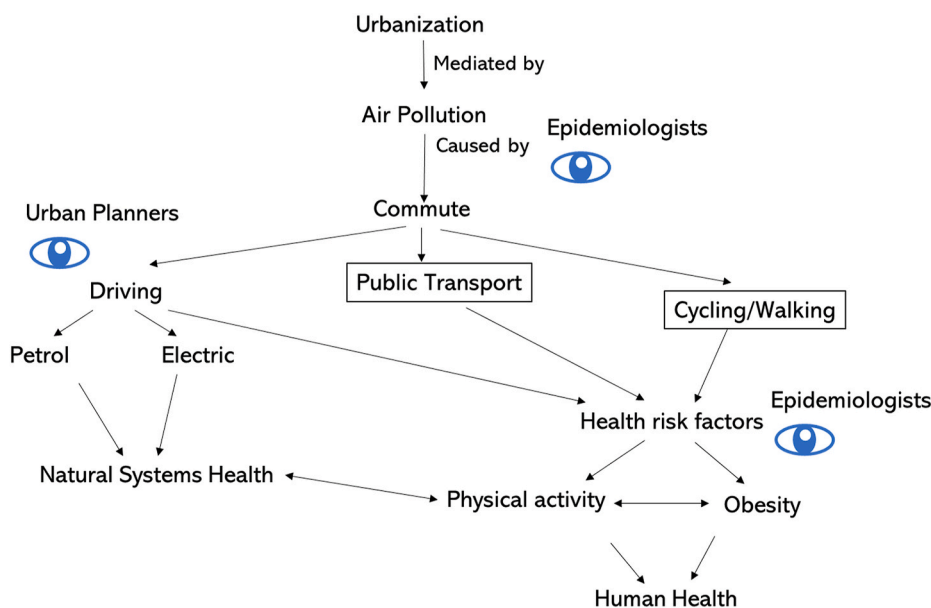 Urbanization
Mediated by
Air Pollution
Caused by
Epidemiologists
Commute
Urban Planners
Driving
Public Transport
Cycling/Walking
Petrol
Electric
Health risk factors
Epidemiologists
Natural Systems Health
Physical activity
Obesity
Human Health